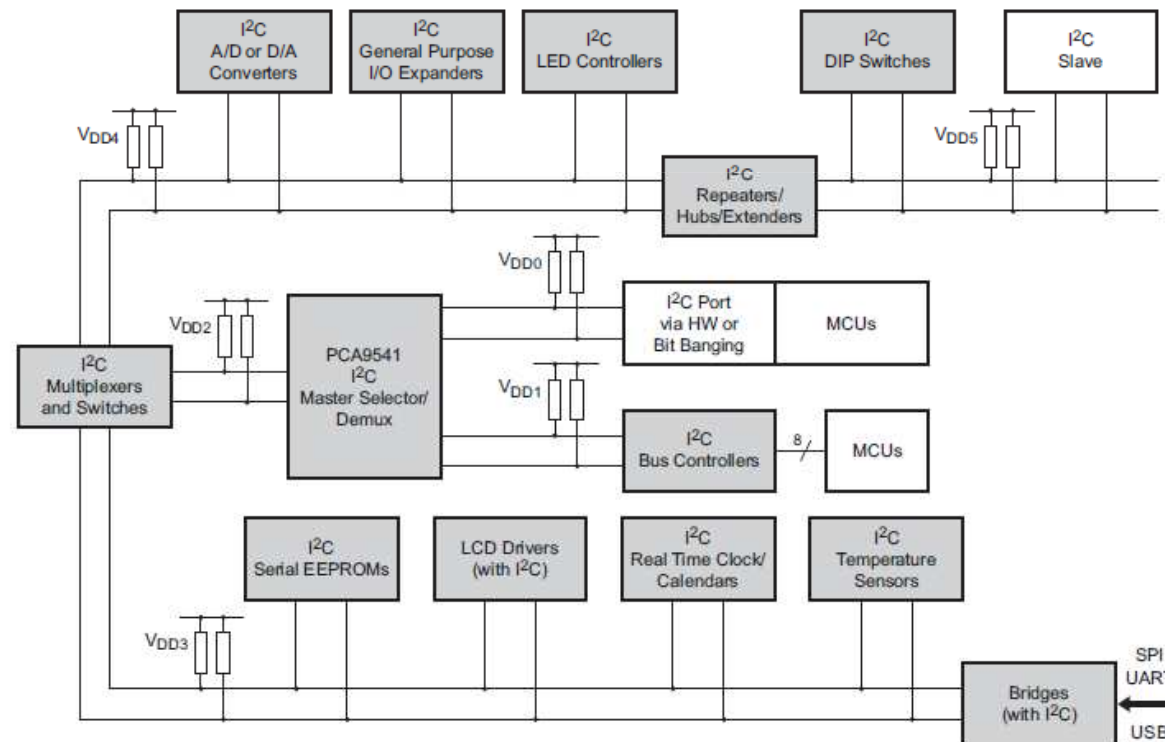 I²C
A/D or D/A
Converters
I²C
General Purpose
I/O Expanders
I²C
LED Controllers
I²C
DIP Switches
I²C
Slave
VDD4
VDD5
I²C
Repeaters/
Hubs/Extenders
VDD0
I²C Port
via HW or
Bit Banging
MCUs
VDD2
PCA9541
I²C
Master Selector/
Demux
I²C
Multiplexers
and Switches
VDD1
I²C
Bus Controllers
8
MCUs
I²C
Serial EEPROMs
LCD Drivers
(with I²C)
I²C
Real Time Clock/
Calendars
I²C
Temperature
Sensors
VDD3
Bridges
(with I²C)
SPI
UART
USB